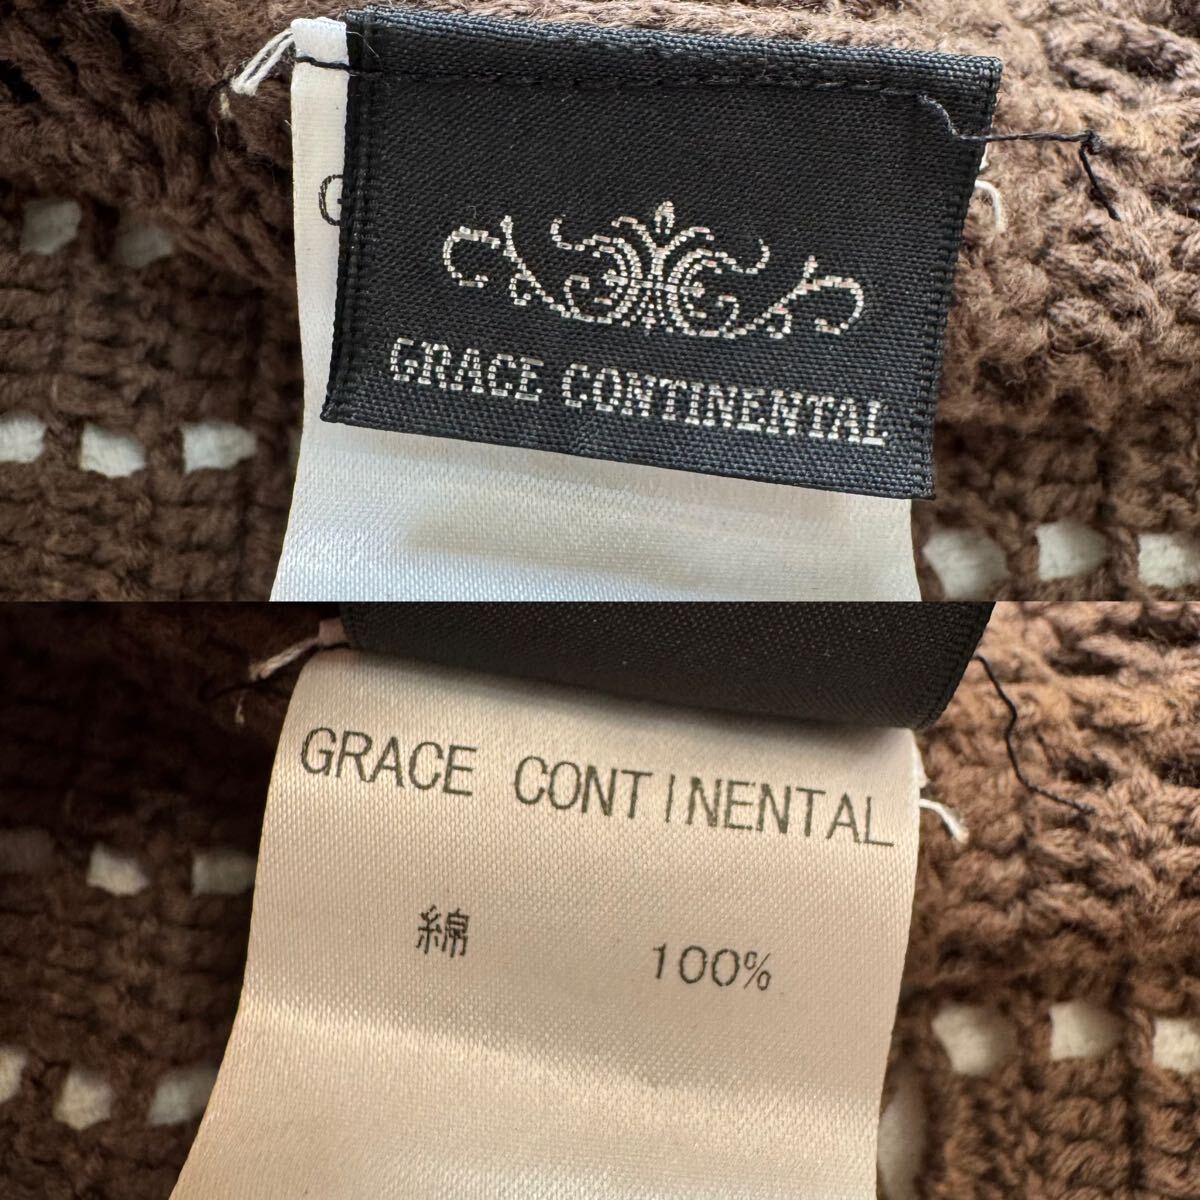 G
GRACE CONTINENTAL
GRACE CONTINENTAL
綿 100%